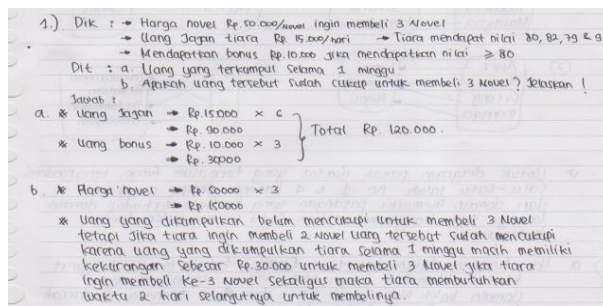 1.) Dik : → Harga novel Rp. 50.000/novel ingin membeli 3 Novel
→ Uang Jajan tiara Rp. 15.000/hari → Tiara mendapat nilai 80, 82, 79 & 9
→ Mendapatkan bonus Rp. 10.000 jika mendapatkan nilai ≥ 80
Dit : a. Uang yang terkumpul selama 1 minggu
b. Apakah uang tersebut sudah cukup untuk membeli 3 Novel? Jelaskan!
Jawab :
a. * Uang Jajan → Rp. 15.000 × 6
→ Rp. 90.000
* Uang bonus → Rp. 10.000 × 3
→ Rp. 30.000
} Total Rp. 120.000.
b. * Harga novel → Rp. 50000 × 3
→ Rp. 150000
* Uang yang dikumpulkan belum mencukupi untuk membeli 3 Novel
tetapi Jika tiara ingin membeli 2 Novel uang tersebut sudah mencukupi
karena uang yang dikumpulkan tiara selama 1 minggu masih memiliki
kekurangan Sebesar Rp. 30.000 untuk membeli 3 Novel jika tiara
ingin membeli ke-3 Novel sekaligus maka tiara membutuhkan
waktu 2 hari selanjutnya untuk membelinya.